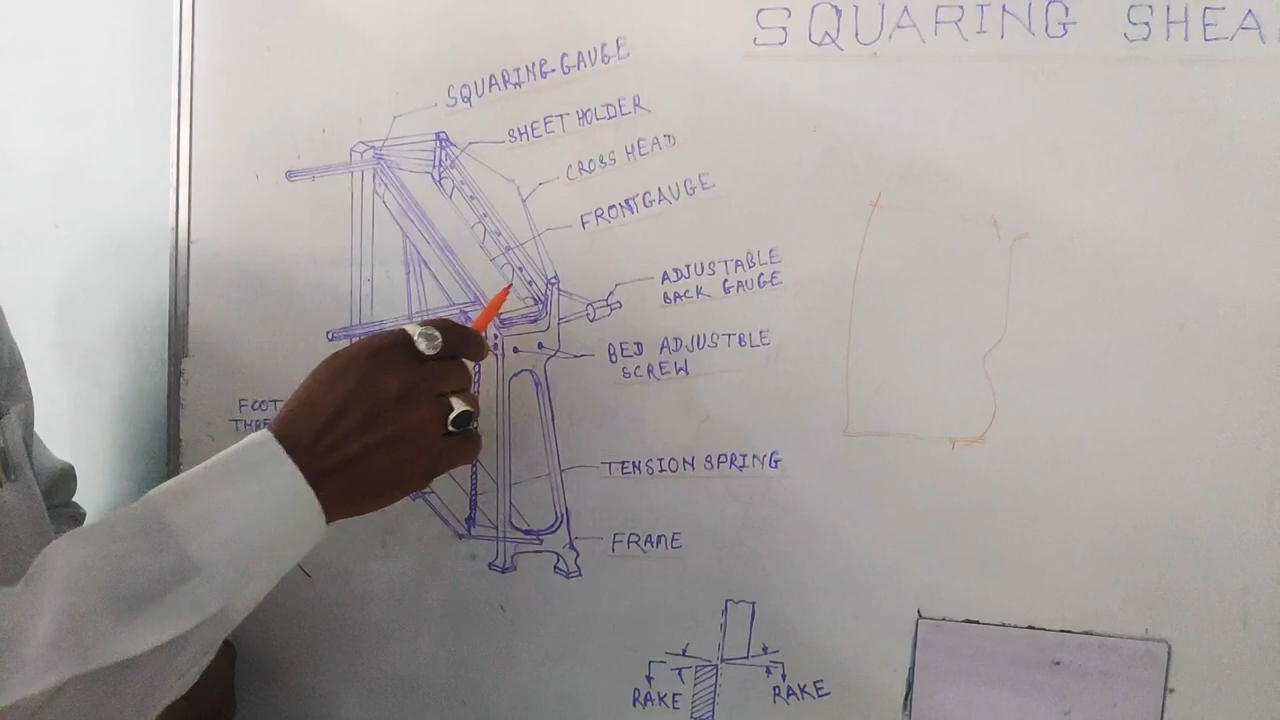 SQUARING SHEA
SQUARING GAUGE
SHEET HOLDER
CROSS HEAD
FRONTGAUGE
ADJUSTABLE
BACK GAUGE
BED ADJUSTBLE
SCREW
FOOT
THRE
TENSION SPRING
FRAME
RAKE
RAKE